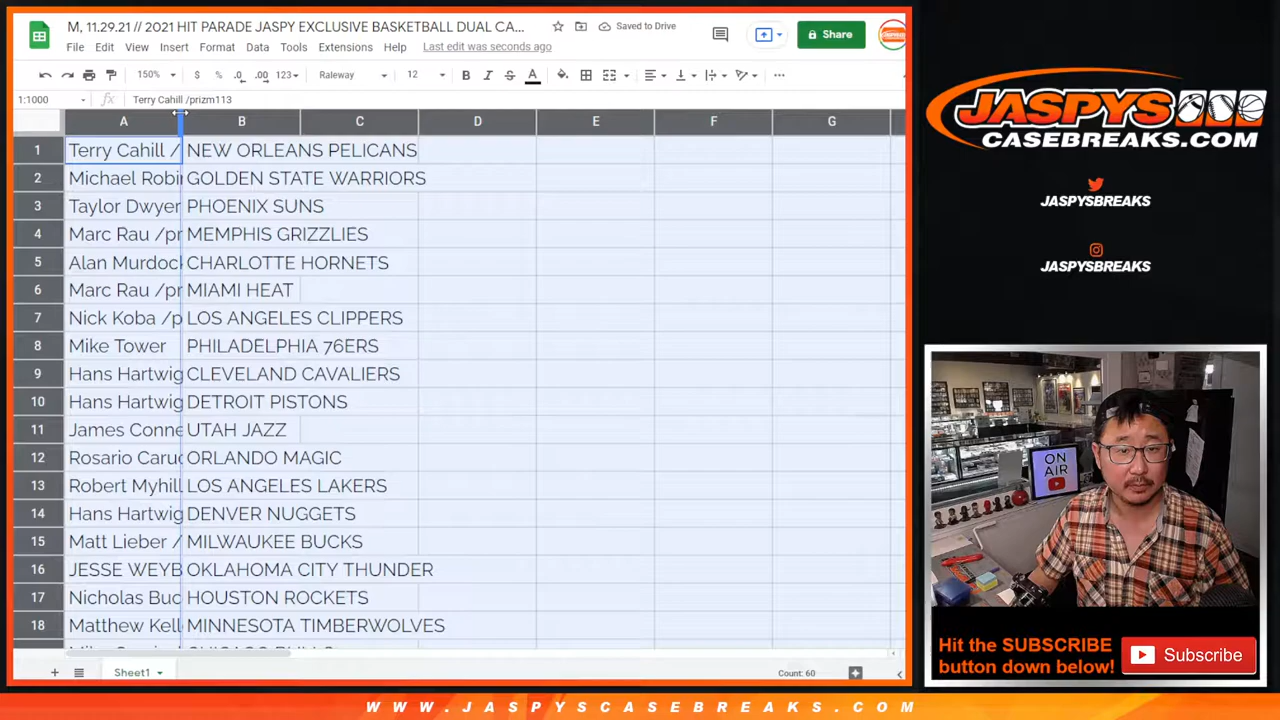 M, 11.29.21 // 2021 HIT PARADE JASPY EXCLUSIVE BASKETBALL DUAL CA...
Saved to Drive
Share
File Edit View Insert Format Data Tools Extensions Help Last edit was seconds ago
150% $ % .0 .00 123 Raleway 12 B I S A
1:1000 fx Terry Cahill /prizm113
A B C D E F G
1 Terry Cahill / NEW ORLEANS PELICANS
2 Michael Robi GOLDEN STATE WARRIORS
3 Taylor Dwyer PHOENIX SUNS
4 Marc Rau /pr MEMPHIS GRIZZLIES
5 Alan Murdoc CHARLOTTE HORNETS
6 Marc Rau /pr MIAMI HEAT
7 Nick Koba /p LOS ANGELES CLIPPERS
8 Mike Tower PHILADELPHIA 76ERS
9 Hans Hartwig CLEVELAND CAVALIERS
10 Hans Hartwig DETROIT PISTONS
11 James Conne UTAH JAZZ
12 Rosario Caru ORLANDO MAGIC
13 Robert Myhill LOS ANGELES LAKERS
14 Hans Hartwig DENVER NUGGETS
15 Matt Lieber / MILWAUKEE BUCKS
16 JESSE WEYB OKLAHOMA CITY THUNDER
17 Nicholas Buc HOUSTON ROCKETS
18 Matthew Kell MINNESOTA TIMBERWOLVES
Sheet1
Count: 60
JASPYS
CASEBREAKS.COM
JASPYSBREAKS
JASPYSBREAKS
ON
AIR
Hit the SUBSCRIBE
button down below!
Subscribe
WWW.JASPYSCASEBREAKS.COM